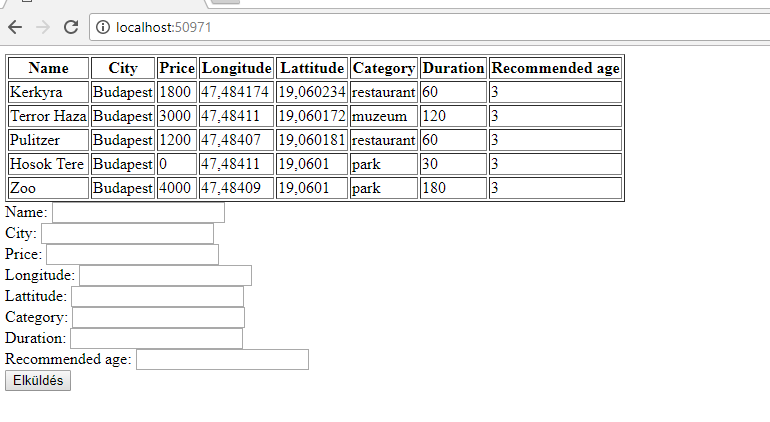 localhost:50971
Name City Price Longitude Lattitude Category Duration Recommended age
Kerkyra Budapest 1800 47,484174 19,060234 restaurant 60 3
Terror Haza Budapest 3000 47,48411 19,060172 muzeum 120 3
Pulitzer Budapest 1200 47,48407 19,060181 restaurant 60 3
Hosok Tere Budapest 0 47,48411 19,0601 park 30 3
Zoo Budapest 4000 47,48409 19,0601 park 180 3
Name:
City:
Price:
Longitude:
Lattitude:
Category:
Duration:
Recommended age:
Elküldés